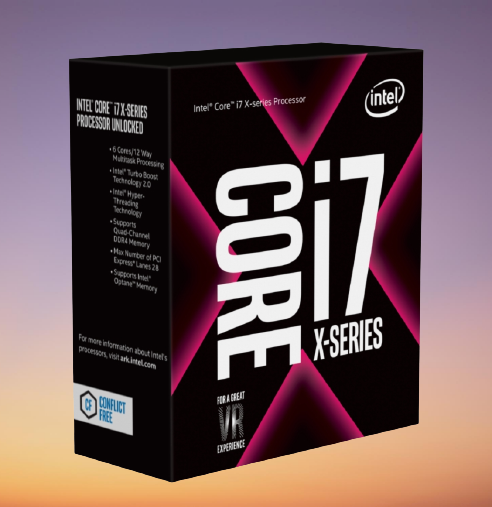 INTEL® CORE™ i7 X-SERIES
PROCESSOR UNLOCKED
• 6 Cores/12 Way
Multitask Processing
• Intel® Turbo Boost
Technology 2.0
• Intel® Hyper-
Threading
Technology
• Supports
Quad-Channel
DDR4 Memory
• Max Number of PCI
Express® Lanes 28
• Supports Intel®
Optane™ Memory
For more information about Intel's
processors, visit ark.intel.com
CF
CONFLICT
FREE
Intel® Core™ i7 X-series Processor
intel
CORE
i7
X-SERIES
FOR A GREAT
VR
EXPERIENCE